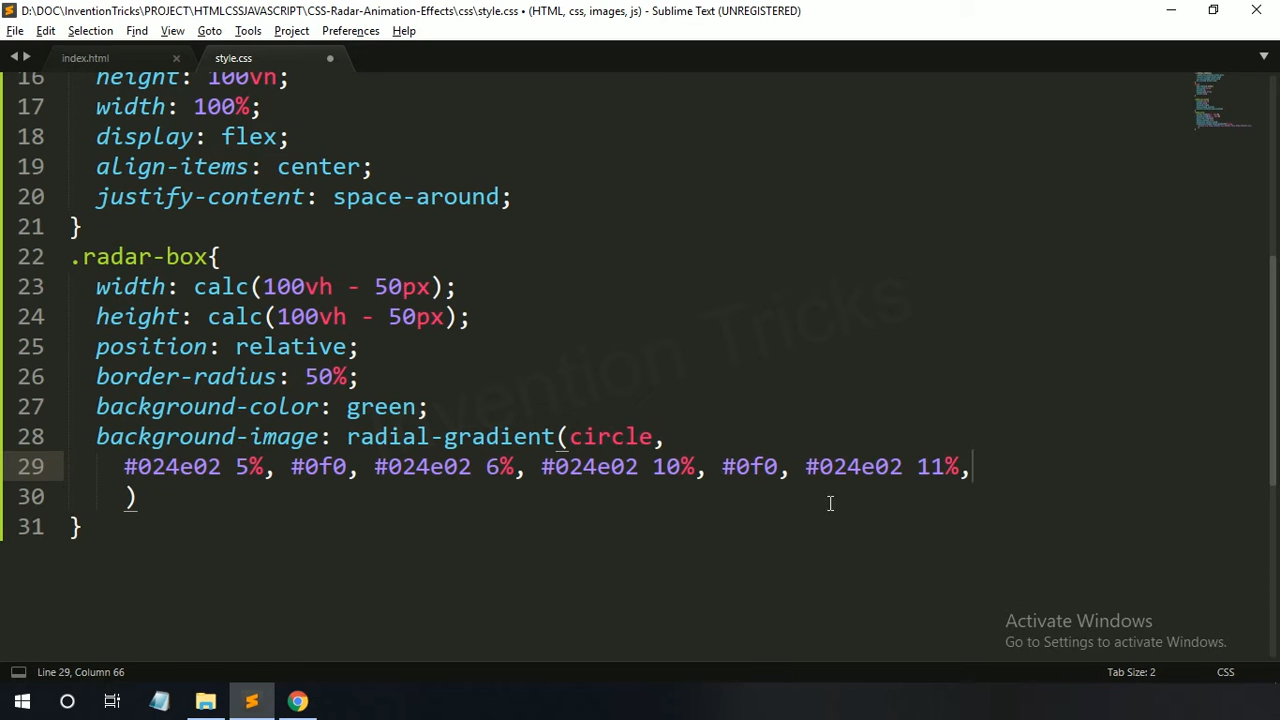 D:\DOC\InventionTricks\PROJECT\HTMLCSSJAVASCRIPT\CSS-Radar-Animation-Effects\css\style.css • (HTML, css, images, js) - Sublime Text (UNREGISTERED)
File Edit Selection Find View Goto Tools Project Preferences Help
index.html × style.css
16 height: 100vh;
17 width: 100%;
18 display: flex;
19 align-items: center;
20 justify-content: space-around;
21 }
22 .radar-box{
23 width: calc(100vh - 50px);
24 height: calc(100vh - 50px);
25 position: relative;
26 border-radius: 50%;
27 background-color: green;
28 background-image: radial-gradient(circle,
29 #024e02 5%, #0f0, #024e02 6%, #024e02 10%, #0f0, #024e02 11%,
30 )
31 }
Invention Tricks
Activate Windows
Go to Settings to activate Windows.
Line 29, Column 66 Tab Size: 2 CSS